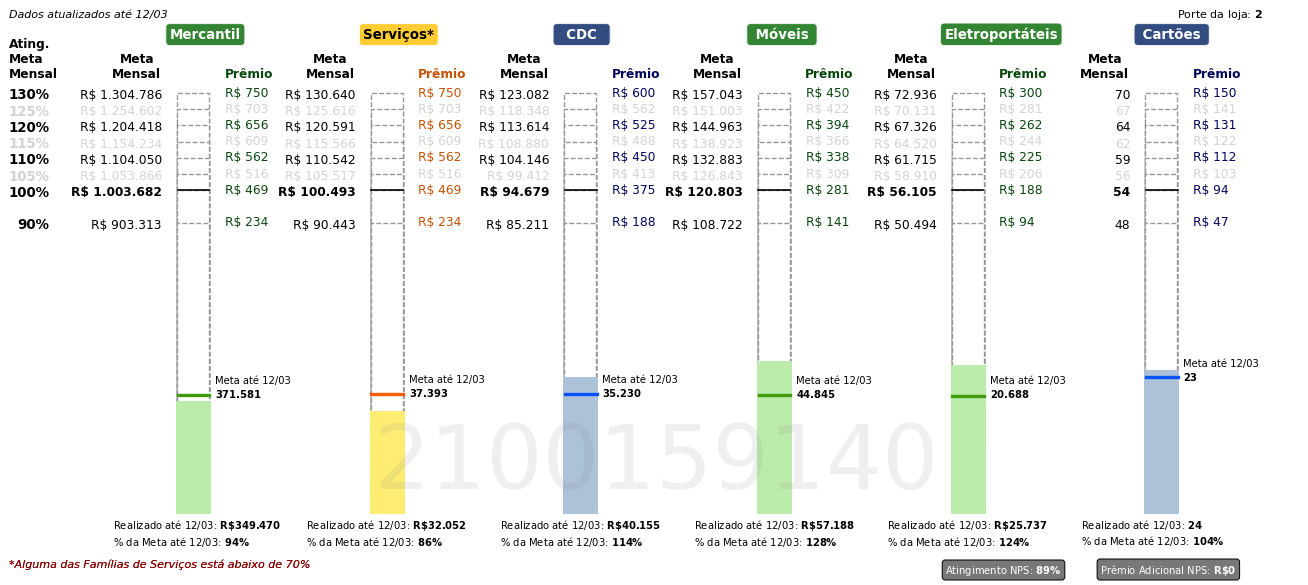 Dados atualizados até 12/03 Porte da loja: 2
Mercantil Serviços* CDC Móveis Eletroportáteis Cartões
Ating.
Meta Meta Meta Meta Meta Meta Meta
Mensal Mensal Prêmio Mensal Prêmio Mensal Prêmio Mensal Prêmio Mensal Prêmio Mensal Prêmio
130% R$ 1.304.786 R$ 750 R$ 130.640 R$ 750 R$ 123.082 R$ 600 R$ 157.043 R$ 450 R$ 72.936 R$ 300 70 R$ 150
125% R$ 1.254.602 R$ 703 R$ 125.616 R$ 703 R$ 118.348 R$ 562 R$ 151.003 R$ 422 R$ 70.131 R$ 281 67 R$ 141
120% R$ 1.204.418 R$ 656 R$ 120.591 R$ 656 R$ 113.614 R$ 525 R$ 144.963 R$ 394 R$ 67.326 R$ 262 64 R$ 131
115% R$ 1.154.234 R$ 609 R$ 115.566 R$ 609 R$ 108.880 R$ 488 R$ 138.923 R$ 366 R$ 64.520 R$ 244 62 R$ 122
110% R$ 1.104.050 R$ 562 R$ 110.542 R$ 562 R$ 104.146 R$ 450 R$ 132.883 R$ 338 R$ 61.715 R$ 225 59 R$ 112
105% R$ 1.053.866 R$ 516 R$ 105.517 R$ 516 R$ 99.412 R$ 413 R$ 126.843 R$ 309 R$ 58.910 R$ 206 56 R$ 103
100% R$ 1.003.682 R$ 469 R$ 100.493 R$ 469 R$ 94.679 R$ 375 R$ 120.803 R$ 281 R$ 56.105 R$ 188 54 R$ 94
90% R$ 903.313 R$ 234 R$ 90.443 R$ 234 R$ 85.211 R$ 188 R$ 108.722 R$ 141 R$ 50.494 R$ 94 48 R$ 47
Meta até 12/03 Meta até 12/03 Meta até 12/03 Meta até 12/03 Meta até 12/03 Meta até 12/03
371.581 37.393 35.230 44.845 20.688 23
2100159140
Realizado até 12/03: R$349.470 Realizado até 12/03: R$32.052 Realizado até 12/03: R$40.155 Realizado até 12/03: R$57.188 Realizado até 12/03: R$25.737 Realizado até 12/03: 24
% da Meta até 12/03: 94% % da Meta até 12/03: 86% % da Meta até 12/03: 114% % da Meta até 12/03: 128% % da Meta até 12/03: 124% % da Meta até 12/03: 104%
*Alguma das Famílias de Serviços está abaixo de 70% Atingimento NPS: 89% Prêmio Adicional NPS: R$0